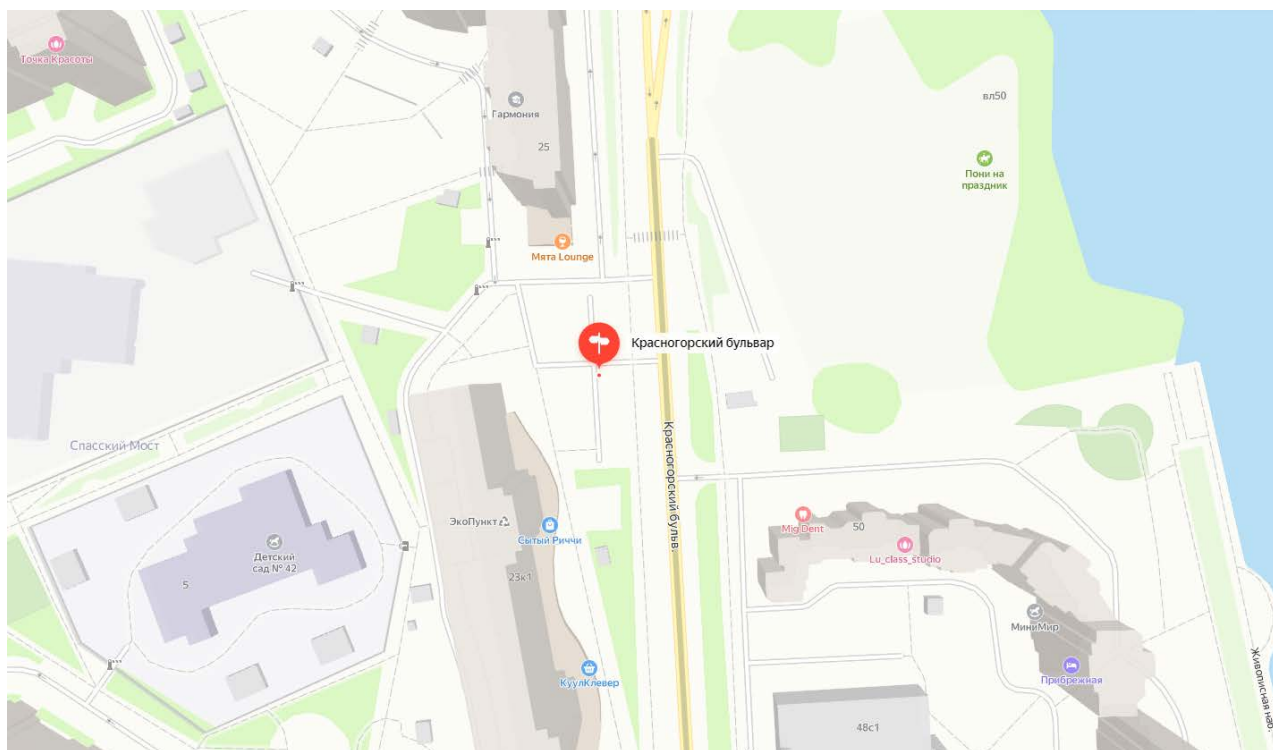 Точка Красоты
Гармония
25
вл50
Пони на
праздник
Мята Lounge
Красногорский бульвар
Спасский Мост
Красногорский бульв.
ЭкоПункт
Сытый Риччи
Mig Dent
50
Lu_class_studio
Детский
сад № 42
5
23к1
МиниМир
КуулКлевер
Прибрежная
Живописная наб.
48с1